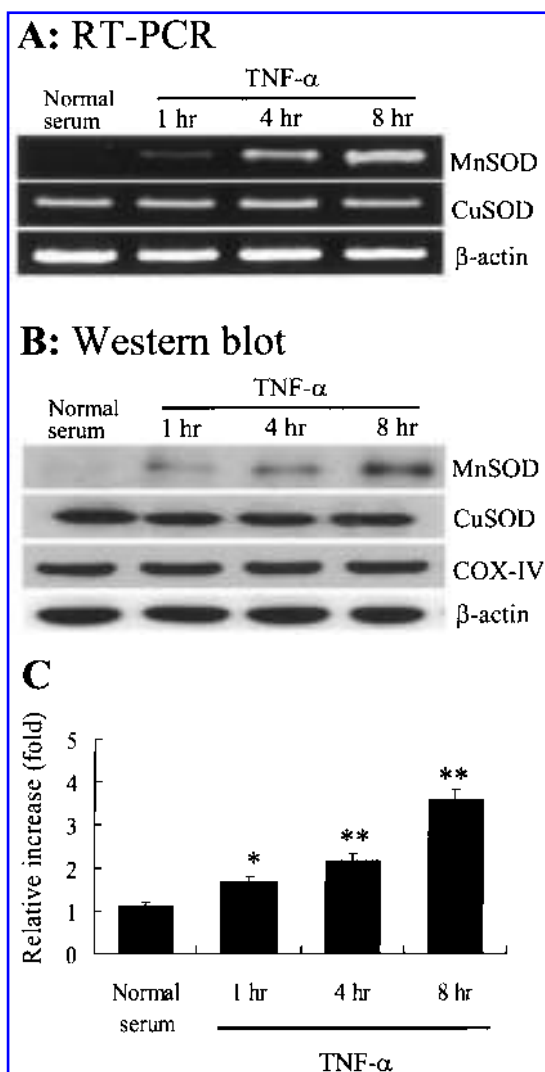 A: RT-PCR
TNF-α
Normal serum
1 hr 4 hr 8 hr
MnSOD
CuSOD
β-actin
B: Western blot
TNF-α
Normal serum
1 hr 4 hr 8 hr
MnSOD
CuSOD
COX-IV
β-actin
C
Relative increase (fold)
5
4
3
2
1
0
*
**
**
Normal serum
1 hr 4 hr 8 hr
TNF-α